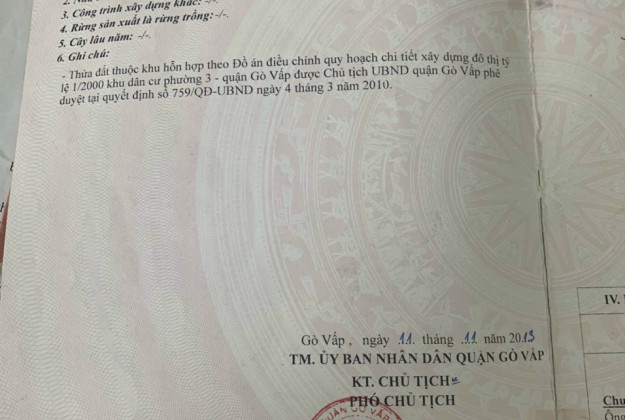 3. Công trình xây dựng khác: -/-
4. Rừng sản xuất là rừng trồng: -/-.
5. Cây lâu năm: -/-.
6. Ghi chú:
- Thửa đất thuộc khu hỗn hợp theo Đồ án điều chỉnh quy hoạch chi tiết xây dựng đô thị tỷ
lệ 1/2000 khu dân cư phường 3 - quận Gò Vấp được Chủ tịch UBND quận Gò Vấp phê
duyệt tại quyết định số 759/QĐ-UBND ngày 4 tháng 3 năm 2010.
Gò Vấp , ngày 11. tháng .11. năm 2013
TM. ỦY BAN NHÂN DÂN QUẬN GÒ VẤP
KT. CHỦ TỊCH
PHÓ CHỦ TỊCH
QUẬN GÒ VẤP
IV.
Chu
Ông